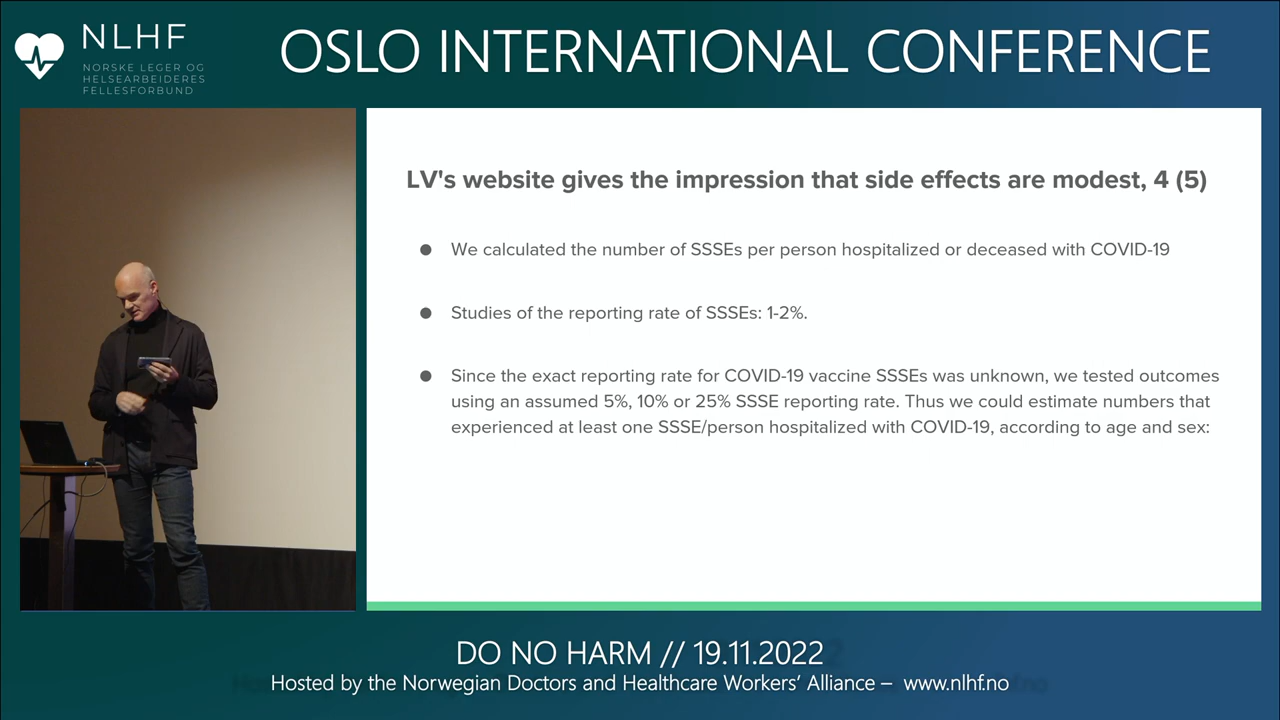 NLHF
NORSKE LEGER OG
HELSEARBEIDERES
FELLESFORBUND
OSLO INTERNATIONAL CONFERENCE
LV's website gives the impression that side effects are modest, 4 (5)
● We calculated the number of SSSEs per person hospitalized or deceased with COVID-19
● Studies of the reporting rate of SSSEs: 1-2%.
● Since the exact reporting rate for COVID-19 vaccine SSSEs was unknown, we tested outcomes
using an assumed 5%, 10% or 25% SSSE reporting rate. Thus we could estimate numbers that
experienced at least one SSSE/person hospitalized with COVID-19, according to age and sex:
DO NO HARM // 19.11.2022
Hosted by the Norwegian Doctors and Healthcare Workers' Alliance – www.nlhf.no